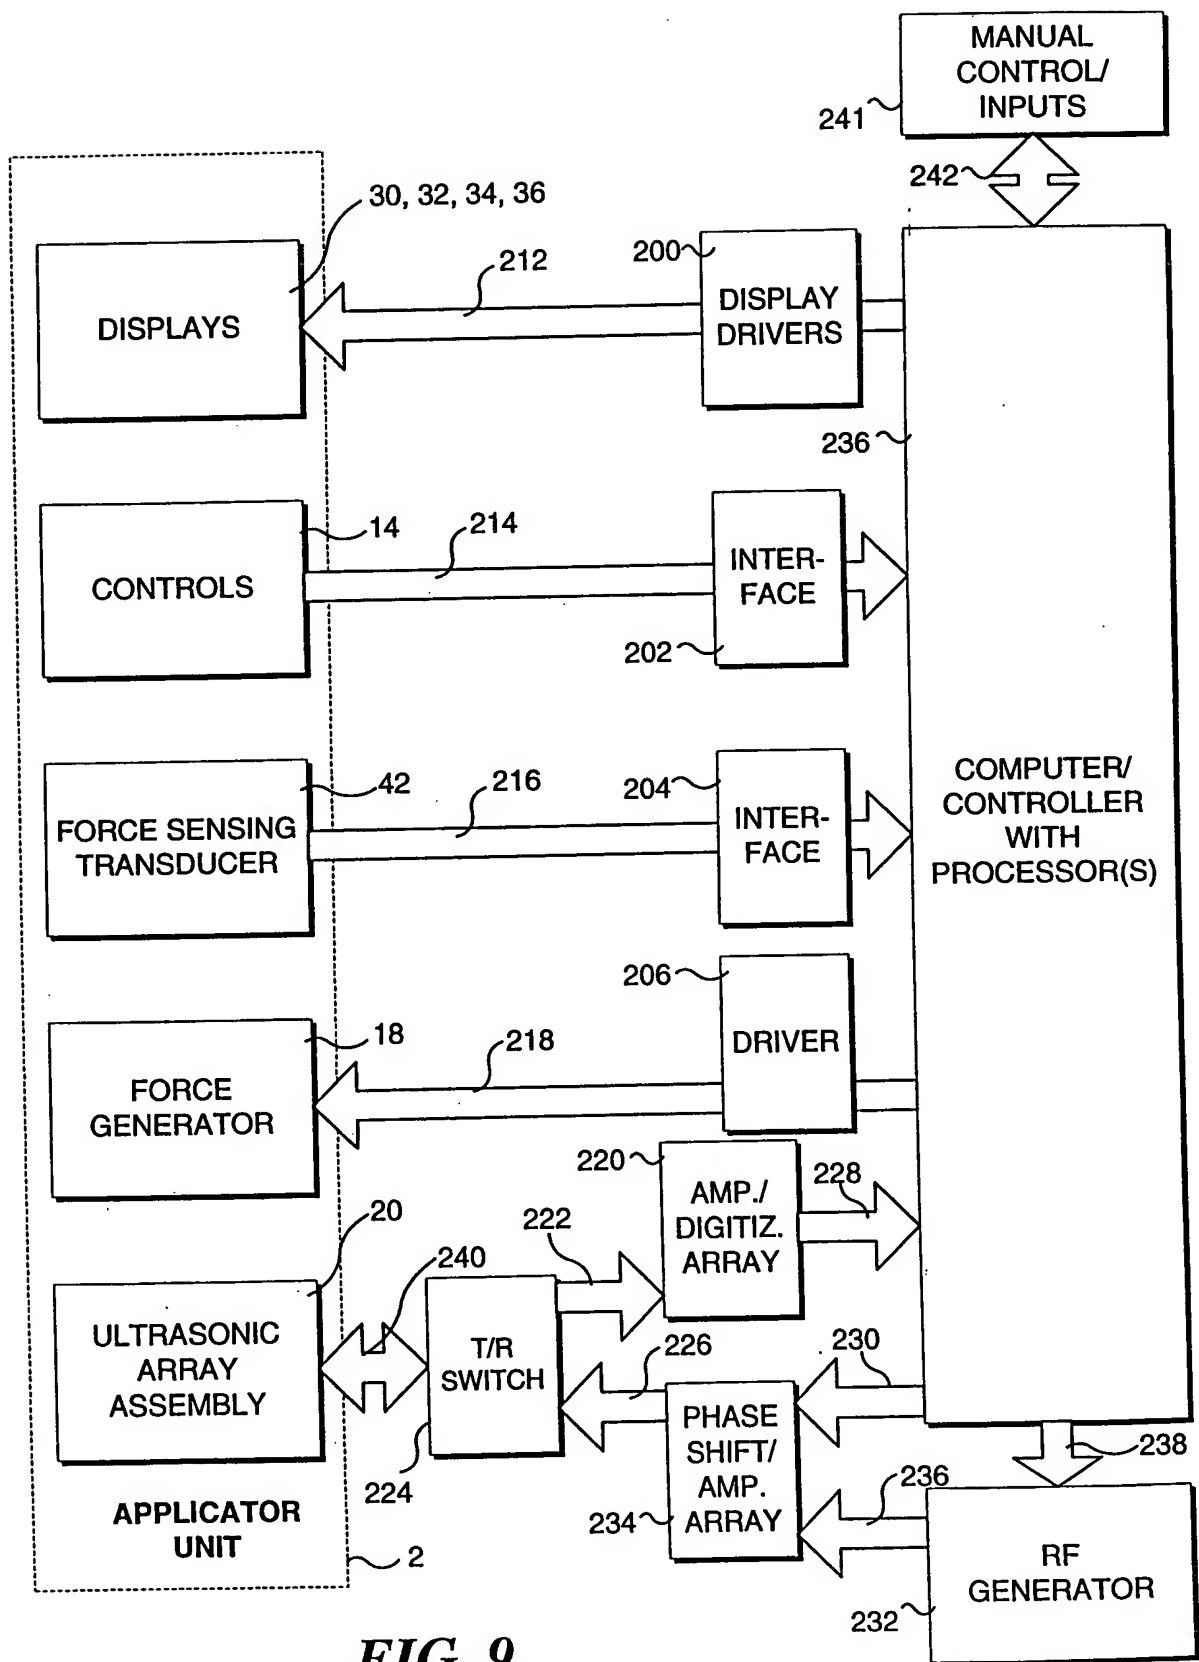 MANUAL
CONTROL/
INPUTS
241
242
30, 32, 34, 36
212
200
DISPLAYS
DISPLAY
DRIVERS
236
14
214
CONTROLS
INTER-
FACE
202
42
216
204
FORCE SENSING
TRANSDUCER
INTER-
FACE
COMPUTER/
CONTROLLER
WITH
PROCESSOR(S)
206
18
218
DRIVER
FORCE
GENERATOR
220
228
AMP./
DIGITIZ.
ARRAY
20
222
240
ULTRASONIC
ARRAY
ASSEMBLY
T/R
SWITCH
226
230
224
PHASE
SHIFT/
AMP.
ARRAY
234
238
236
APPLICATOR
UNIT
2
RF
GENERATOR
232
FIG. 9